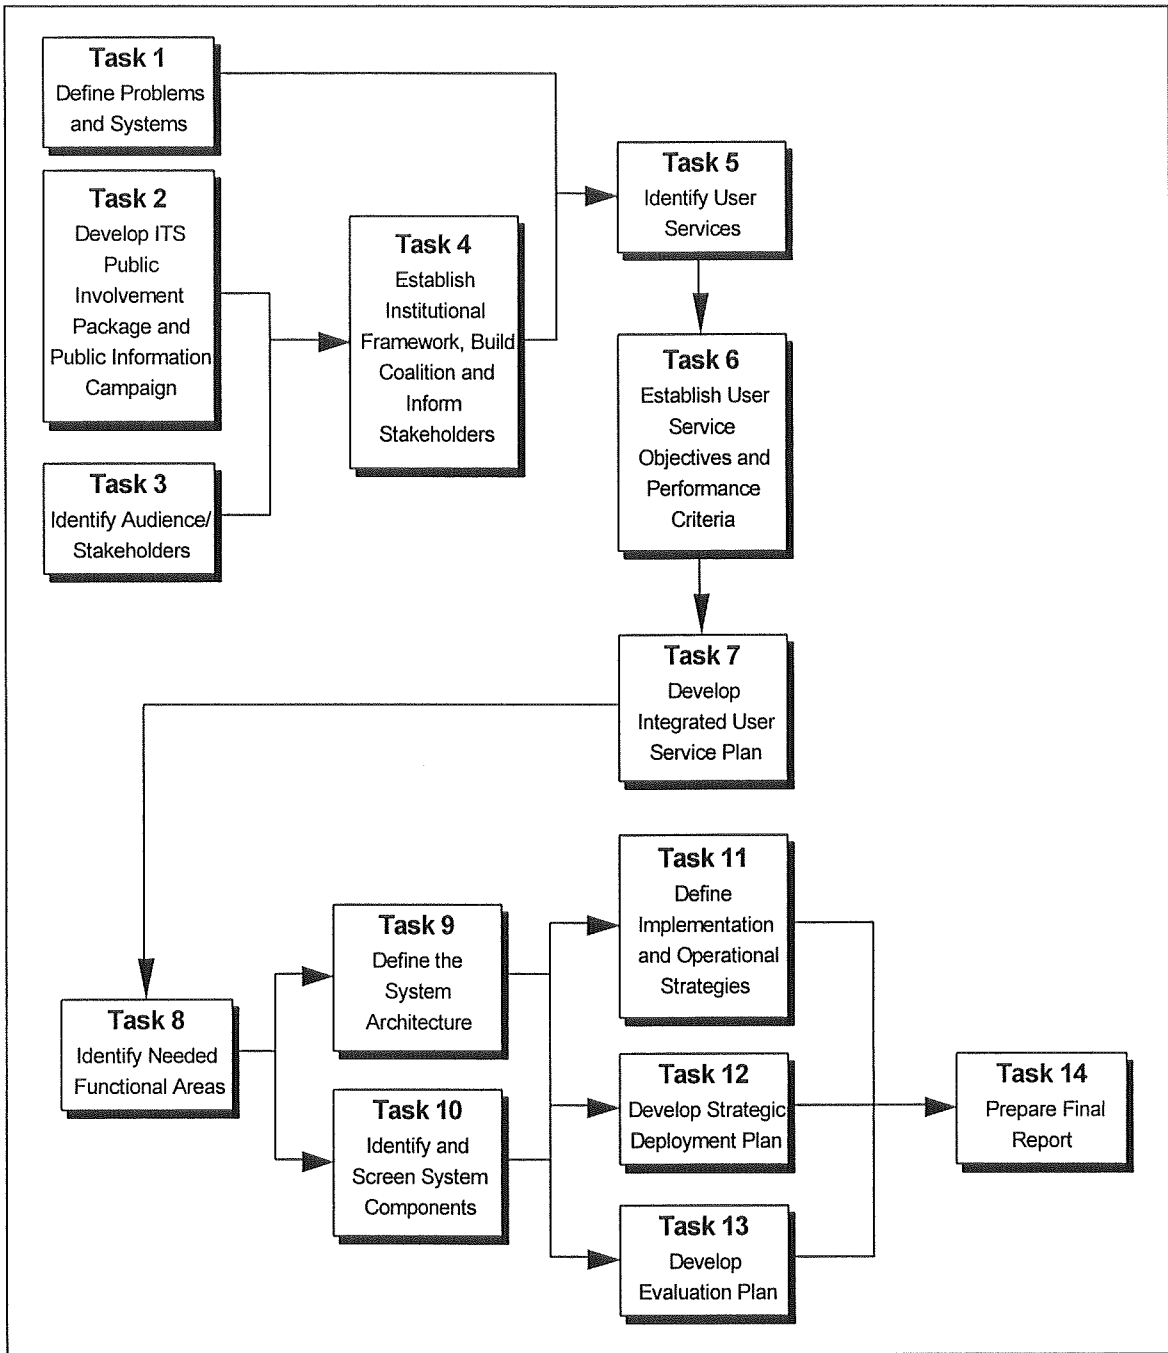 Task 1
Define Problems
and Systems
Task 2
Develop ITS
Public
Involvement
Package and
Public Information
Campaign
Task 3
Identify Audience/
Stakeholders
Task 4
Establish
Institutional
Framework, Build
Coalition and
Inform
Stakeholders
Task 5
Identify User
Services
Task 6
Establish User
Service
Objectives and
Performance
Criteria
Task 7
Develop
Integrated User
Service Plan
Task 8
Identify Needed
Functional Areas
Task 9
Define the
System
Architecture
Task 10
Identify and
Screen System
Components
Task 11
Define
Implementation
and Operational
Strategies
Task 12
Develop Strategic
Deployment Plan
Task 13
Develop
Evaluation Plan
Task 14
Prepare Final
Report